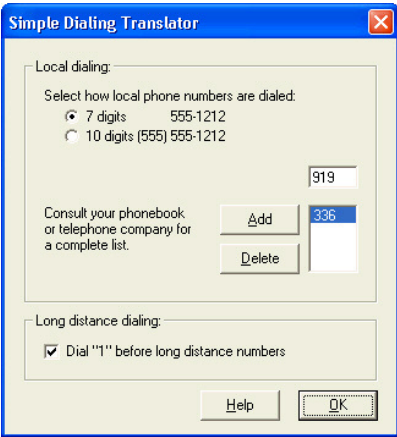 Simple Dialing Translator
Local dialing:
Select how local phone numbers are dialed:
7 digits 555-1212
10 digits (555) 555-1212
919
Consult your phonebook
or telephone company for
a complete list.
Add
336
Delete
Long distance dialing:
Dial "1" before long distance numbers
Help
OK